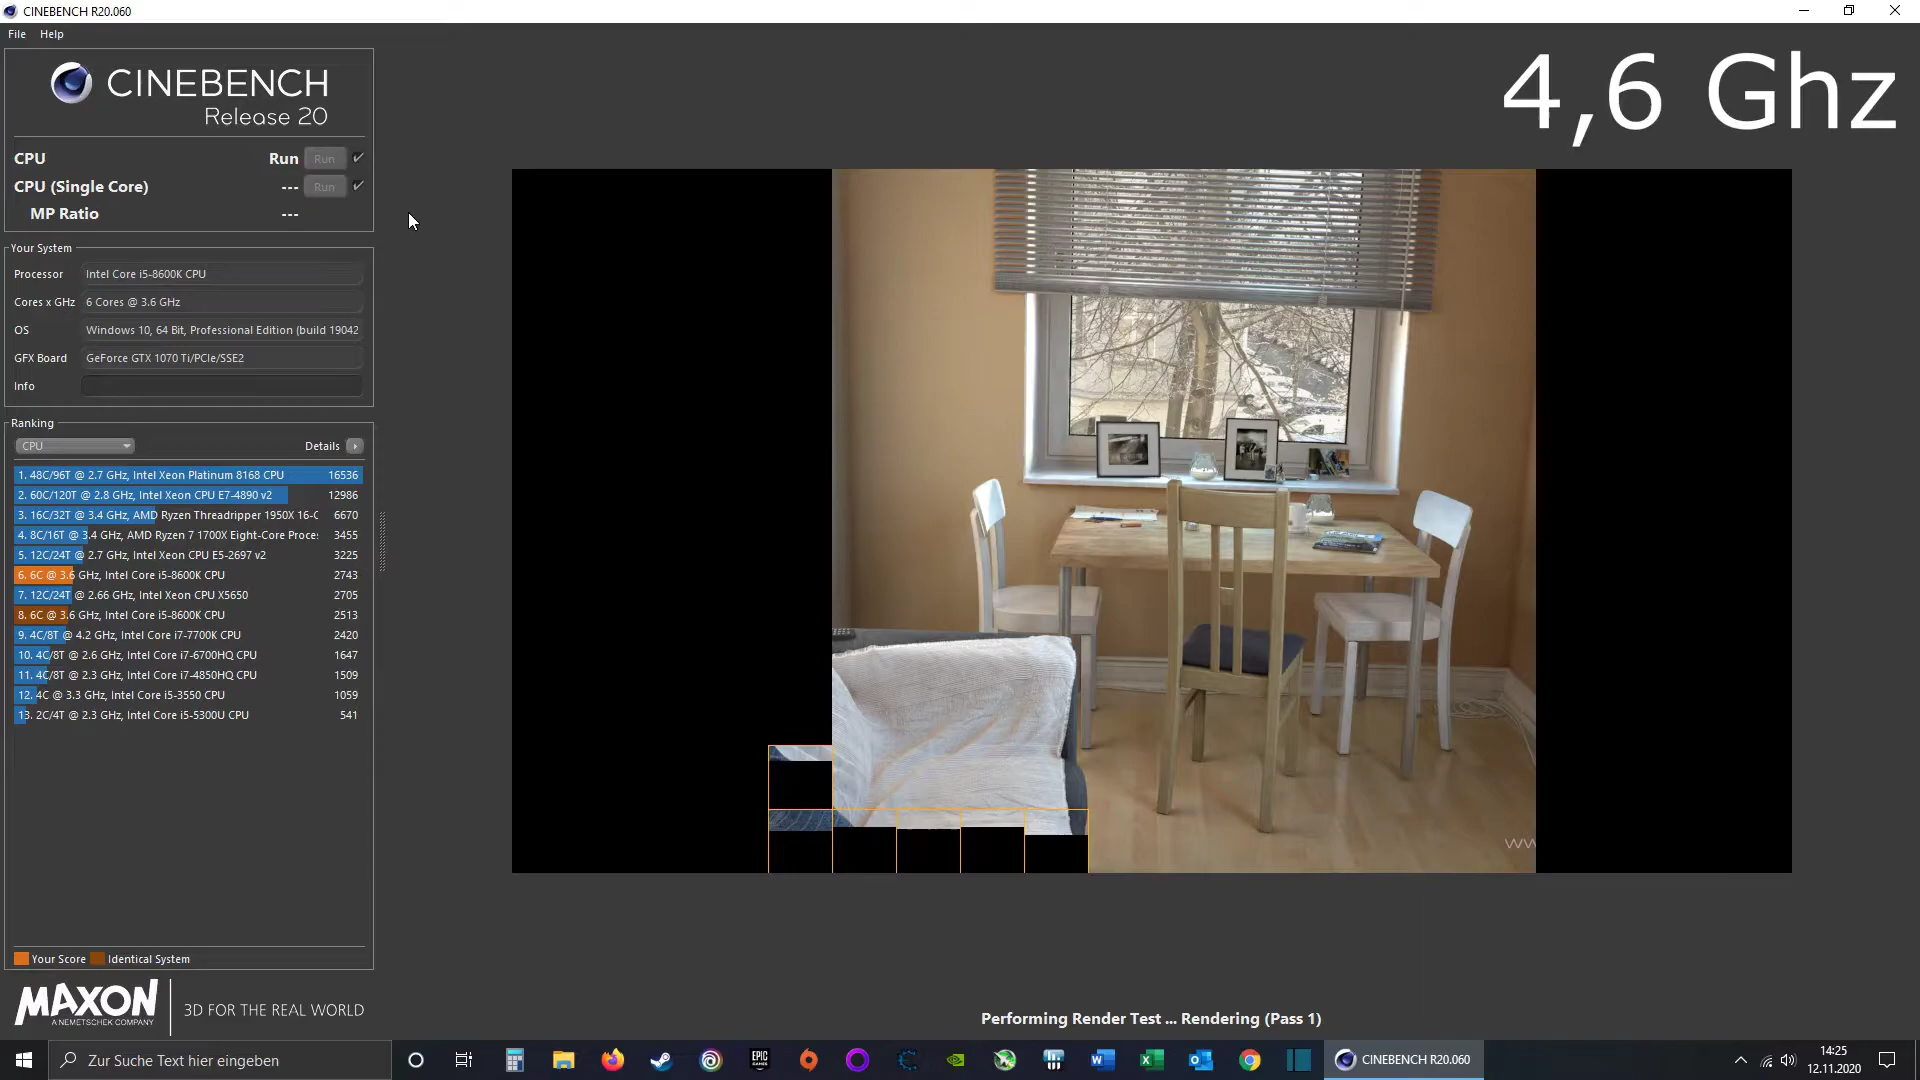 CINEBENCH R20.060
File Help
4,6 Ghz
CINEBENCH
Release 20
CPU Run Run
CPU (Single Core) --- Run
MP Ratio ---
Your System
Processor Intel Core i5-8600K CPU
Cores x GHz 6 Cores @ 3.6 GHz
OS Windows 10, 64 Bit, Professional Edition (build 19042
GFX Board GeForce GTX 1070 Ti/PCIe/SSE2
Info
Ranking
CPU Details
1. 48C/96T @ 2.7 GHz, Intel Xeon Platinum 8168 CPU 16536
2. 60C/120T @ 2.8 GHz, Intel Xeon CPU E7-4890 v2 12986
3. 16C/32T @ 3.4 GHz, AMD Ryzen Threadripper 1950X 16-C 6670
4. 8C/16T @ 3.4 GHz, AMD Ryzen 7 1700X Eight-Core Proce: 3455
5. 12C/24T @ 2.7 GHz, Intel Xeon CPU E5-2697 v2 3225
6. 6C @ 3.6 GHz, Intel Core i5-8600K CPU 2743
7. 12C/24T @ 2.66 GHz, Intel Xeon CPU X5650 2705
8. 6C @ 3.6 GHz, Intel Core i5-8600K CPU 2513
9. 4C/8T @ 4.2 GHz, Intel Core i7-7700K CPU 2420
10. 4C/8T @ 2.6 GHz, Intel Core i7-6700HQ CPU 1647
11. 4C/8T @ 2.3 GHz, Intel Core i7-4850HQ CPU 1509
12. 4C @ 3.3 GHz, Intel Core i5-3550 CPU 1059
13. 2C/4T @ 2.3 GHz, Intel Core i5-5300U CPU 541
ww
Your Score Identical System
MAXON
A NEMETSCHEK COMPANY
3D FOR THE REAL WORLD
Performing Render Test ... Rendering (Pass 1)
Zur Suche Text hier eingeben
EPIC
GAMES
CINEBENCH R20.060
14:25
12.11.2020